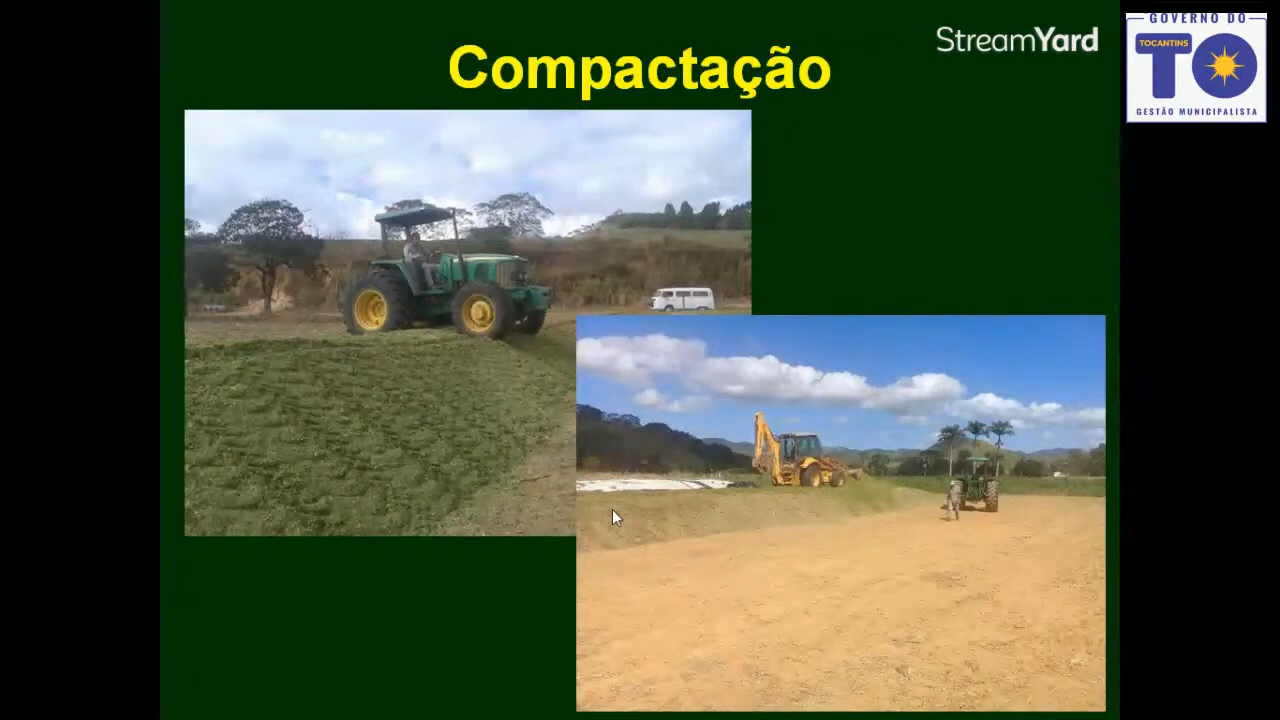 Compactação
StreamYard
GOVERNO DO
TOCANTINS
TO
GESTÃO MUNICIPALISTA